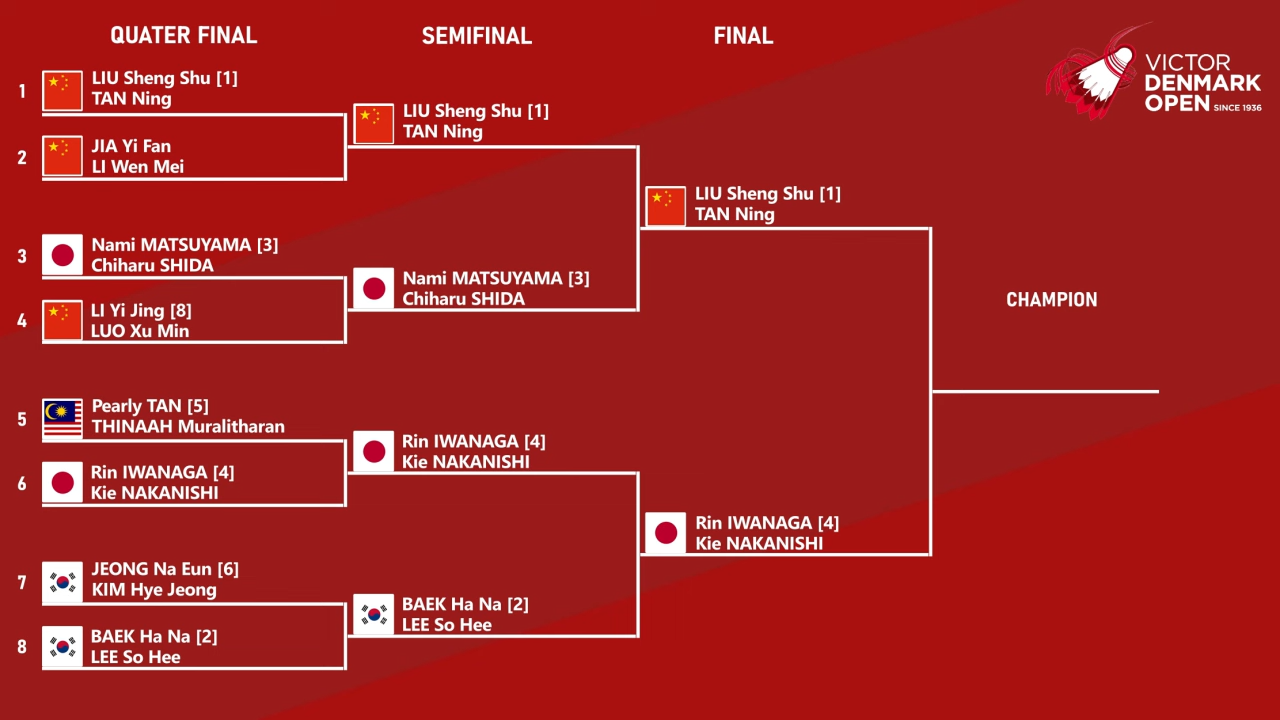 QUATER FINAL
SEMIFINAL
FINAL
VICTOR
DENMARK
OPEN SINCE 1936
1
LIU Sheng Shu [1]
TAN Ning
2
JIA Yi Fan
LI Wen Mei
3
Nami MATSUYAMA [3]
Chiharu SHIDA
4
LI Yi Jing [8]
LUO Xu Min
5
Pearly TAN [5]
THINAAH Muralitharan
6
Rin IWANAGA [4]
Kie NAKANISHI
7
JEONG Na Eun [6]
KIM Hye Jeong
8
BAEK Ha Na [2]
LEE So Hee
LIU Sheng Shu [1]
TAN Ning
Nami MATSUYAMA [3]
Chiharu SHIDA
Rin IWANAGA [4]
Kie NAKANISHI
BAEK Ha Na [2]
LEE So Hee
LIU Sheng Shu [1]
TAN Ning
Rin IWANAGA [4]
Kie NAKANISHI
CHAMPION